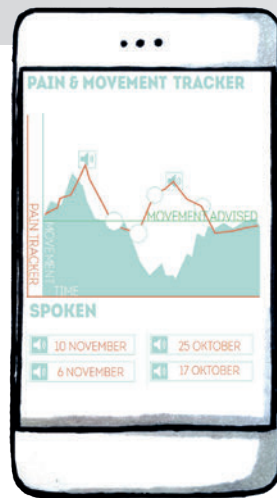 PAIN & MOVEMENT TRACKER
MOVEMENT ADVISED
PAIN TRACKER
MOVEMENT
TIME
SPOKEN
10 NOVEMBER
25 OKTOBER
6 NOVEMBER
17 OKTOBER